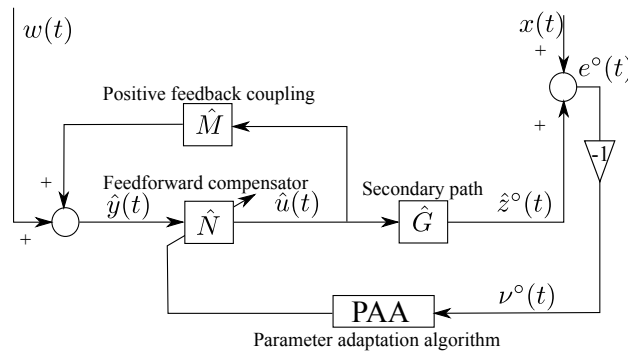 w(t)
x(t)
+
e°(t)
Positive feedback coupling
M̂
-1
+
+
Feedforward compensator
Secondary path
ŷ(t)
N̂
û(t)
Ĝ
ẑ°(t)
+
ν°(t)
PAA
Parameter adaptation algorithm